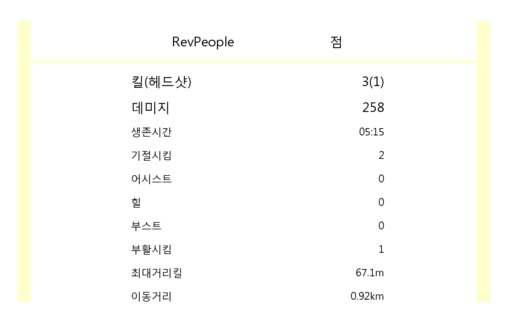 RevPeople 점
킬(헤드샷) 3(1)
데미지 258
생존시간 05:15
기절시킴 2
어시스트 0
힐 0
부스트 0
부활시킴 1
최대거리킬 67.1m
이동거리 0.92km